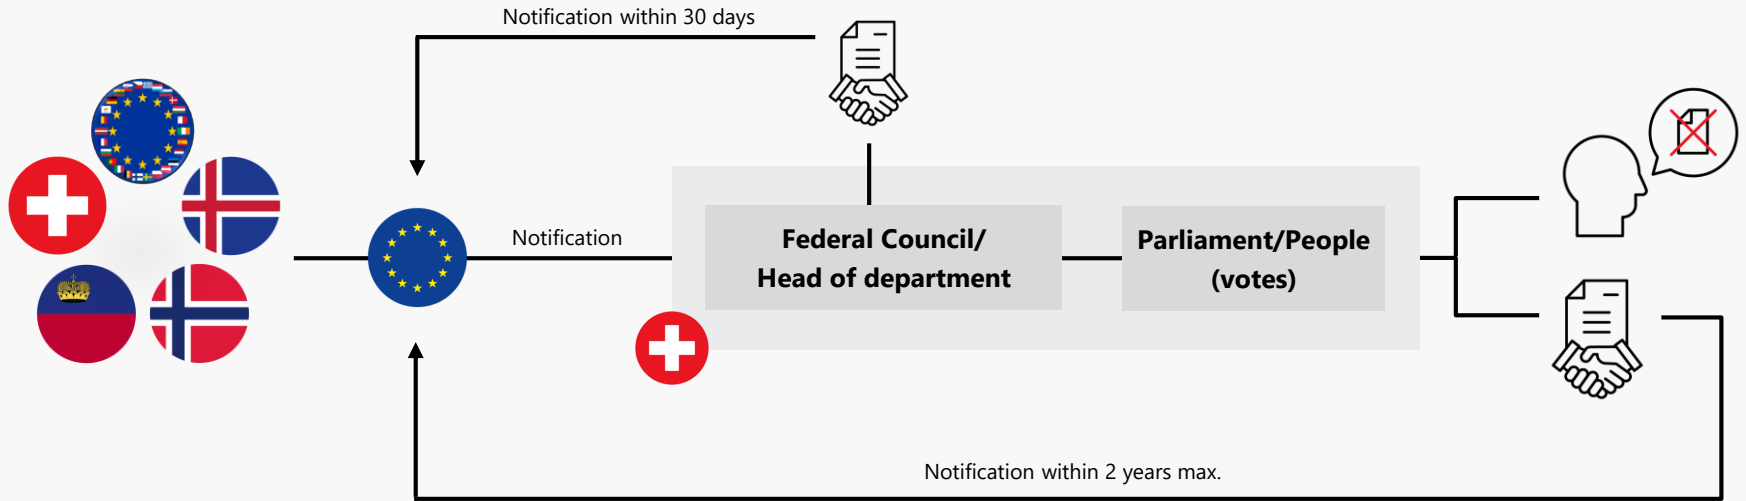 Notification within 30 days
Notification
Federal Council/
Head of department
Parliament/People
(votes)
Notification within 2 years max.